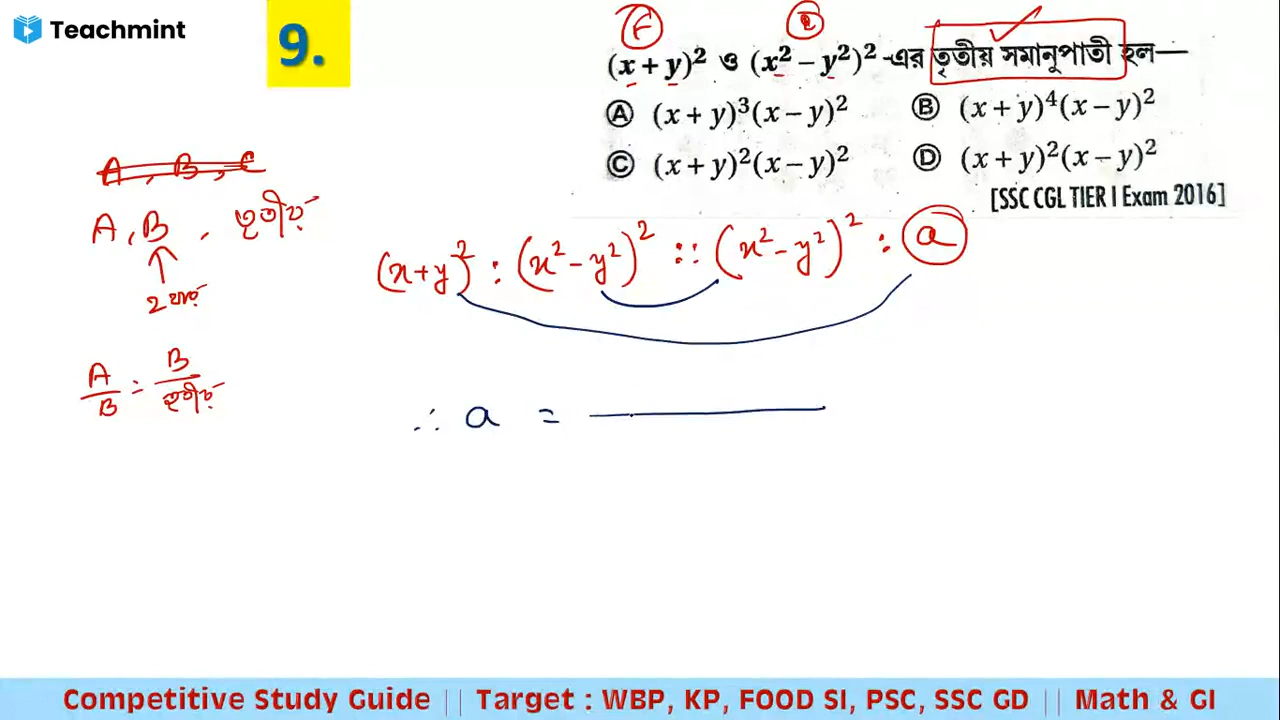 Teachmint
9.
(x + y)² ও (x² – y²)² -এর তৃতীয় সমানুপাতী হল—
Ⓐ (x + y)³(x – y)² Ⓑ (x + y)⁴(x – y)²
Ⓒ (x + y)²(x – y)² Ⓓ (x + y)²(x – y)²
[SSC CGL TIER I Exam 2016]
A, B, C
A, B, তৃতীয়
2য়
(x+y)² : (x²-y²)² :: (x²-y²)² : a
A/B = B/তৃতীয়
∴ a =
Competitive Study Guide || Target : WBP, KP, FOOD SI, PSC, SSC GD || Math & GI